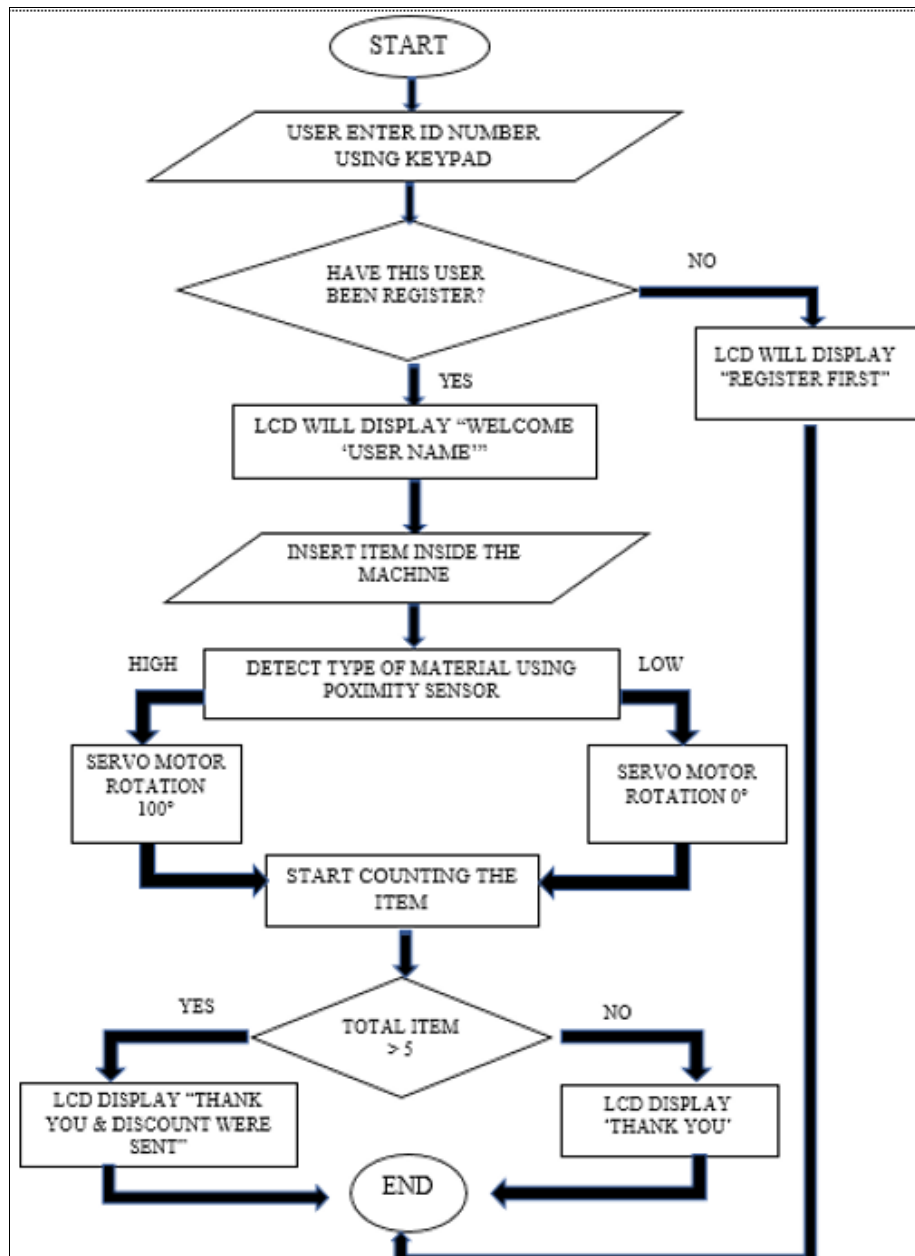 START
USER ENTER ID NUMBER
USING KEYPAD
HAVE THIS USER
BEEN REGISTER?
NO
LCD WILL DISPLAY
“REGISTER FIRST”
YES
LCD WILL DISPLAY “WELCOME
‘USER NAME’”
INSERT ITEM INSIDE THE
MACHINE
HIGH
DETECT TYPE OF MATERIAL USING
POXIMITY SENSOR
LOW
SERVO MOTOR
ROTATION
100°
SERVO MOTOR
ROTATION 0°
START COUNTING THE
ITEM
YES
TOTAL ITEM
> 5
NO
LCD DISPLAY “THANK
YOU & DISCOUNT WERE
SENT”
LCD DISPLAY
‘THANK YOU’
END